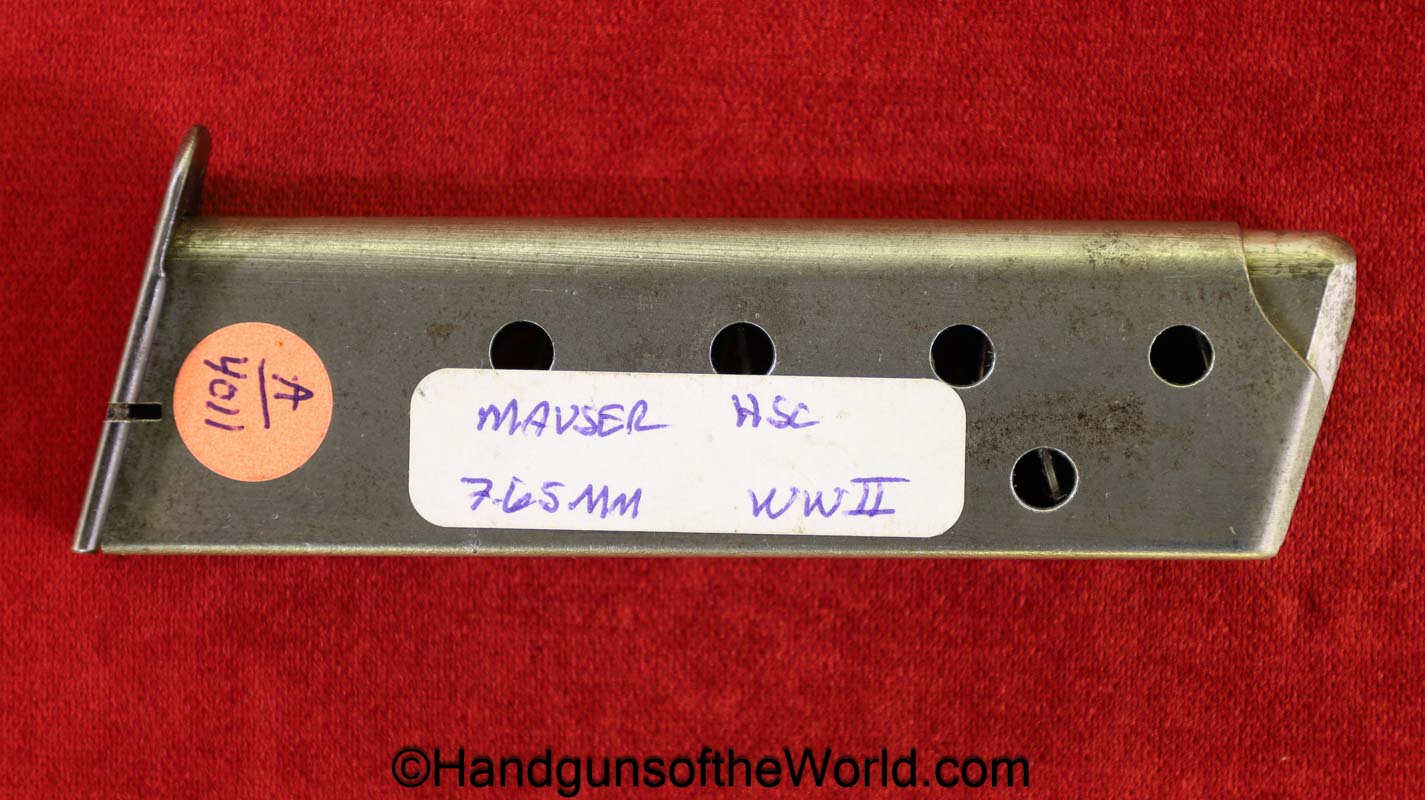 A
4011
MAUSER HSC
7.65MM WWII
©HandgunsoftheWorld.com